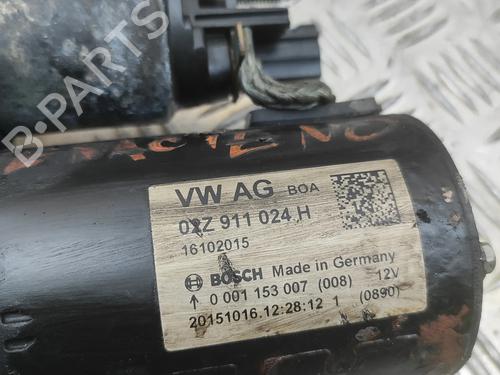 B-PARTS
VW AG BOA
02Z 911 024 H
16102015
BOSCH Made in Germany
0 001 153 007 (008) 12V
20151016.12:28:12 1 (0890)